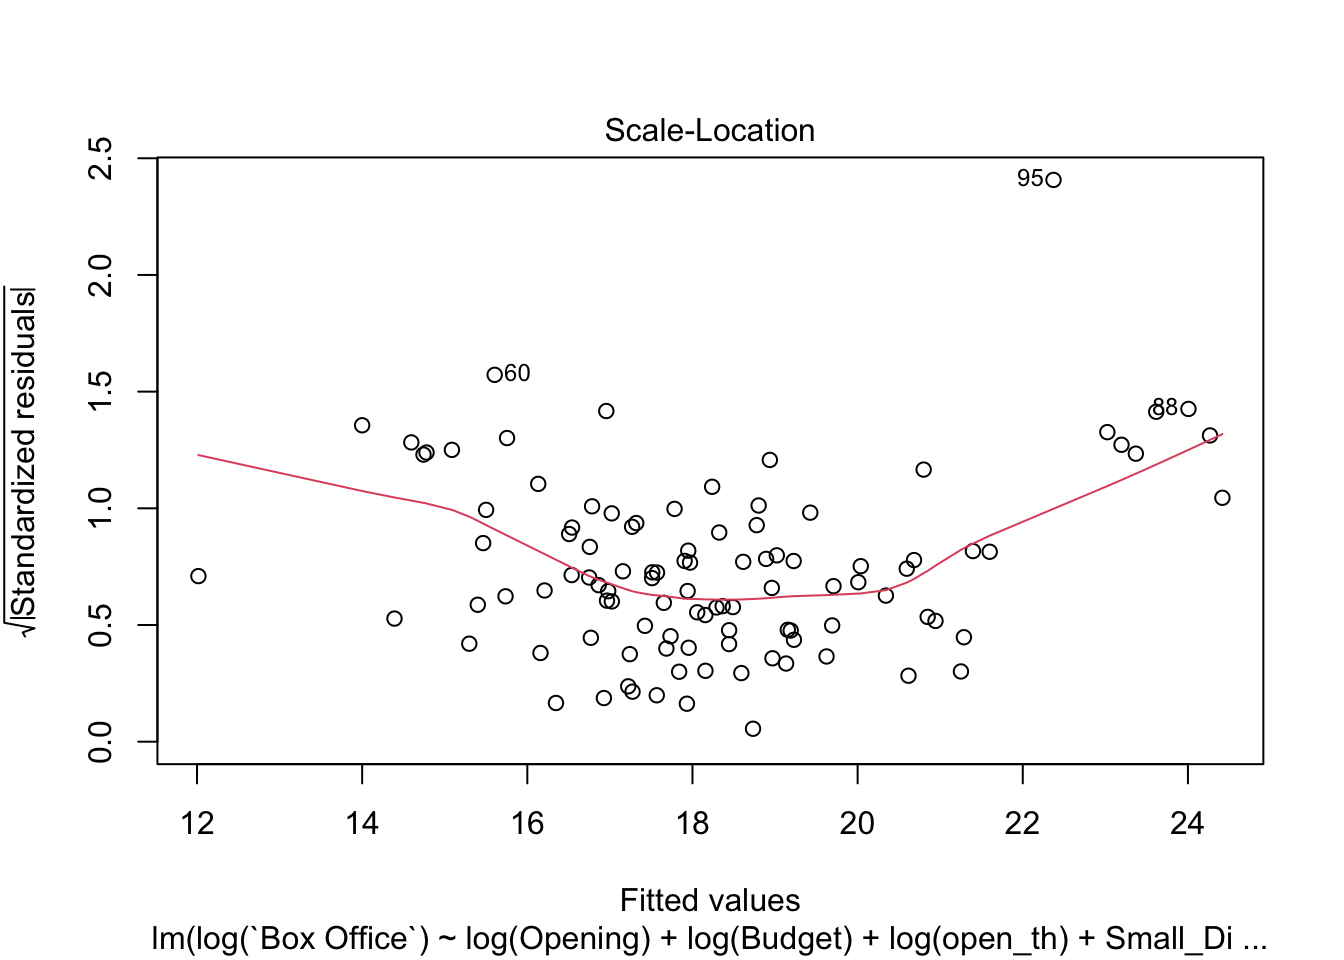 Scale-Location
√|Standardized residuals|
2.5
2.0
1.5
1.0
0.5
0.0
95
60
88
12 14 16 18 20 22 24
Fitted values
lm(log(`Box Office`) ~ log(Opening) + log(Budget) + log(open_th) + Small_Di ...